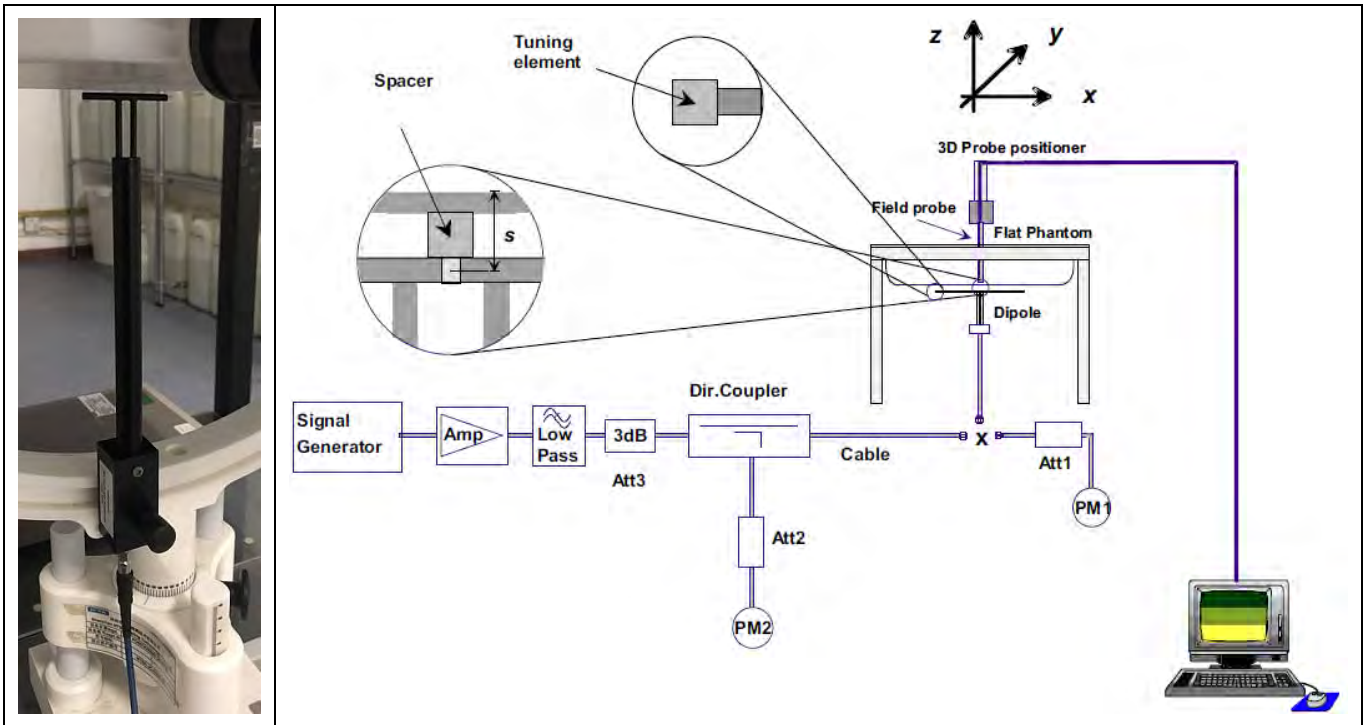 Tuning
element
Spacer
s
z
y
x
3D Probe positioner
Field probe
Flat Phantom
Dipole
Dir.Coupler
Signal
Generator
Amp
Low
Pass
3dB
Att3
Cable
x
Att1
PM1
Att2
PM2